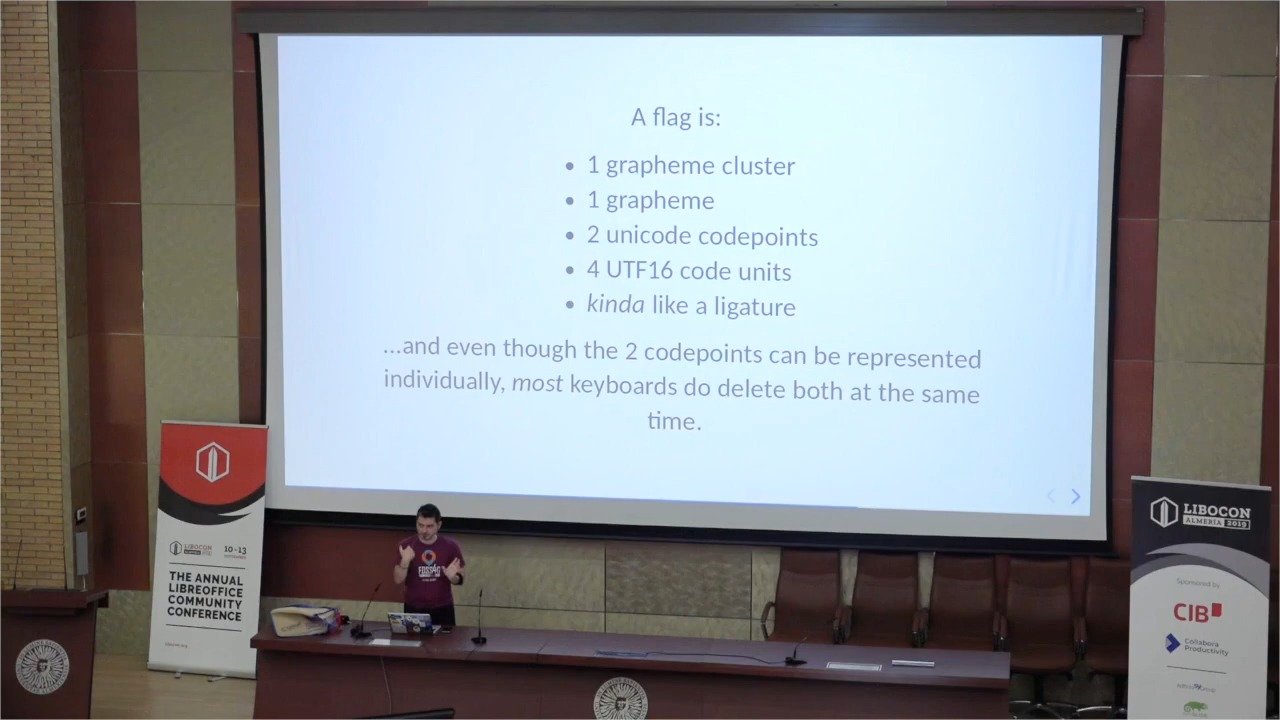 A flag is:
• 1 grapheme cluster
• 1 grapheme
• 2 unicode codepoints
• 4 UTF16 code units
• kinda like a ligature
...and even though the 2 codepoints can be represented
individually, most keyboards do delete both at the same
time.
LIBOCON
10-13
THE ANNUAL
LIBREOFFICE
COMMUNITY
CONFERENCE
FOSS4G
LIBOCON
ALMERIA 2019
Sponsored by
CIB
Collabora
Productivity